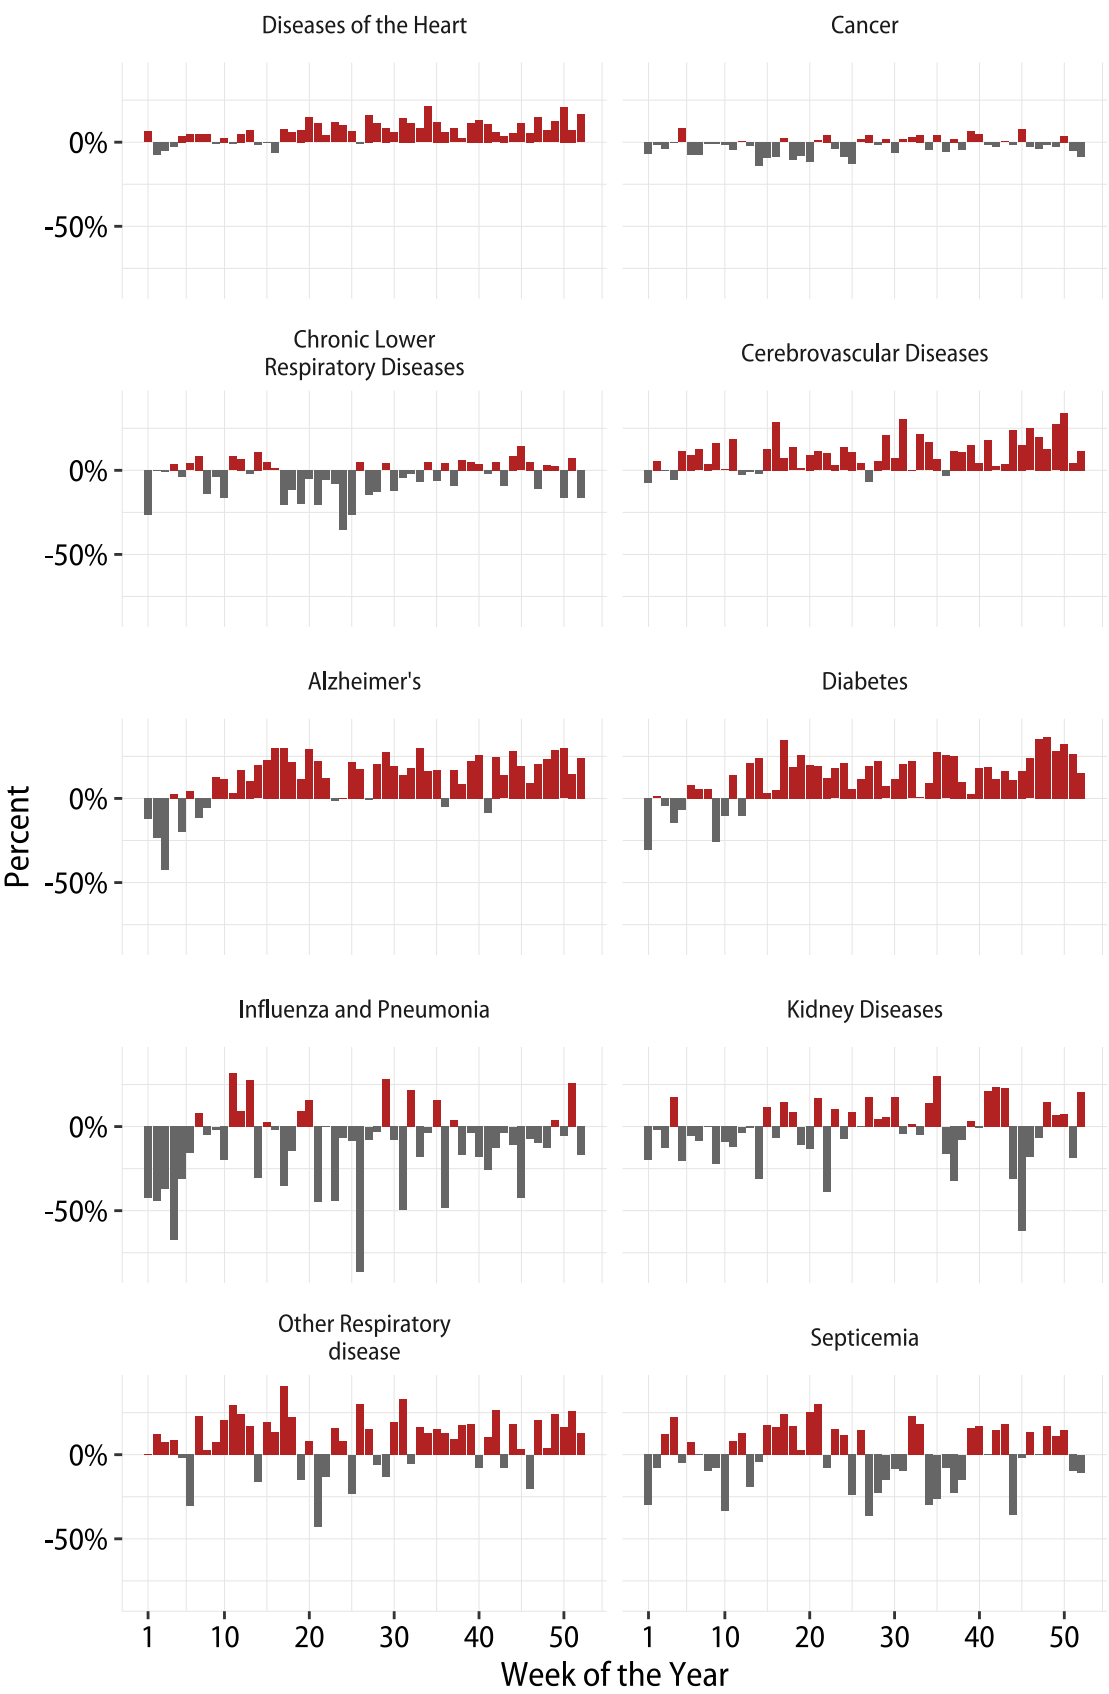 Diseases of the Heart
Cancer
0%
-50%
Chronic Lower
Respiratory Diseases
Cerebrovascular Diseases
0%
-50%
Alzheimer's
Diabetes
0%
-50%
Percent
Influenza and Pneumonia
Kidney Diseases
0%
-50%
Other Respiratory
disease
Septicemia
0%
-50%
1 10 20 30 40 50
1 10 20 30 40 50
Week of the Year